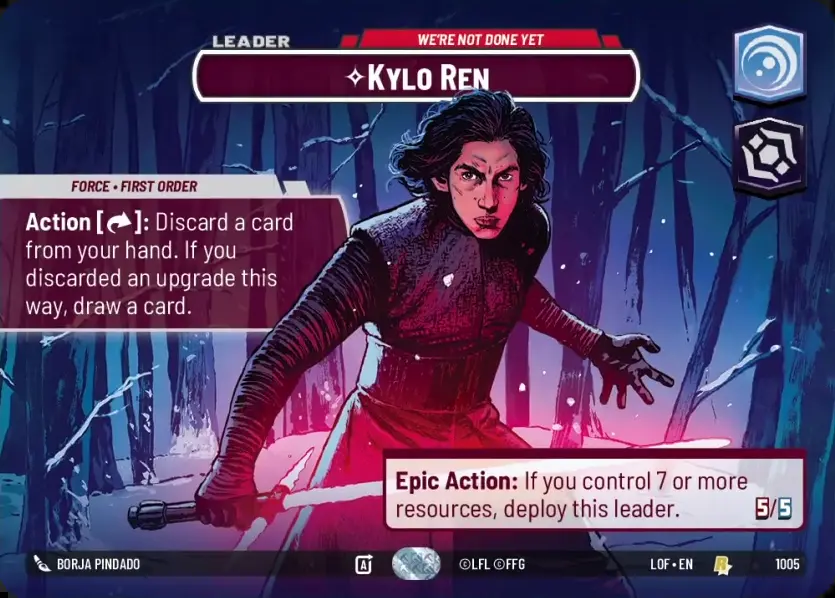 LEADER
WE'RE NOT DONE YET
KYLO REN
FORCE • FIRST ORDER
Action [ ]: Discard a card
from your hand. If you
discarded an upgrade this
way, draw a card.
Epic Action: If you control 7 or more
resources, deploy this leader.
5/5
BORJA PINDADO
A
©LFL ©FFG
LOF • EN
R
1005